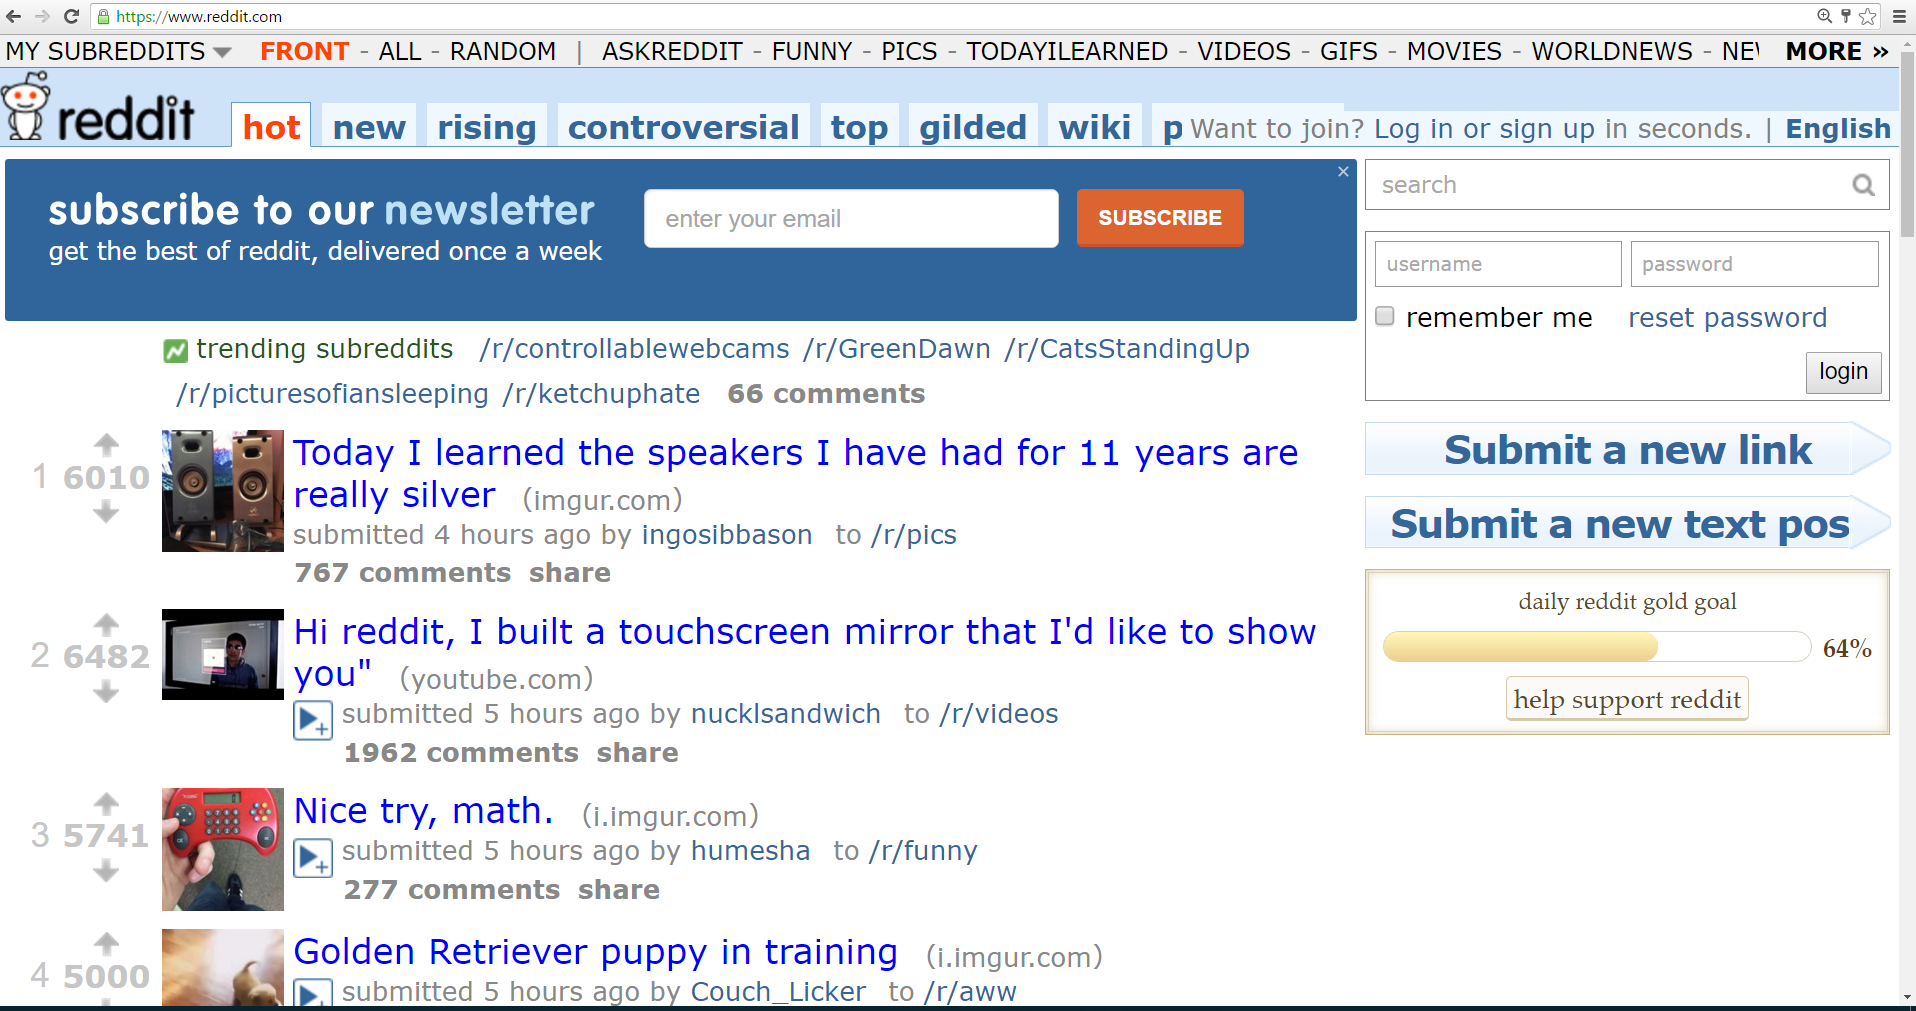 https://www.reddit.com
MY SUBREDDITS FRONT - ALL - RANDOM | ASKREDDIT - FUNNY - PICS - TODAYILEARNED - VIDEOS - GIFS - MOVIES - WORLDNEWS - NEW MORE »
reddit hot new rising controversial top gilded wiki p Want to join? Log in or sign up in seconds. | English
subscribe to our newsletter
get the best of reddit, delivered once a week
enter your email
SUBSCRIBE
×
search
username password
remember me reset password
login
trending subreddits /r/controllablewebcams /r/GreenDawn /r/CatsStandingUp
/r/picturesofiansleeping /r/ketchuphate 66 comments
1 6010
Today I learned the speakers I have had for 11 years are
really silver (imgur.com)
submitted 4 hours ago by ingosibbason to /r/pics
767 comments share
2 6482
Hi reddit, I built a touchscreen mirror that I'd like to show
you" (youtube.com)
submitted 5 hours ago by nucklsandwich to /r/videos
1962 comments share
3 5741
Nice try, math. (i.imgur.com)
submitted 5 hours ago by humesha to /r/funny
277 comments share
4 5000
Golden Retriever puppy in training (i.imgur.com)
submitted 5 hours ago by Couch_Licker to /r/aww
Submit a new link
Submit a new text pos
daily reddit gold goal
64%
help support reddit